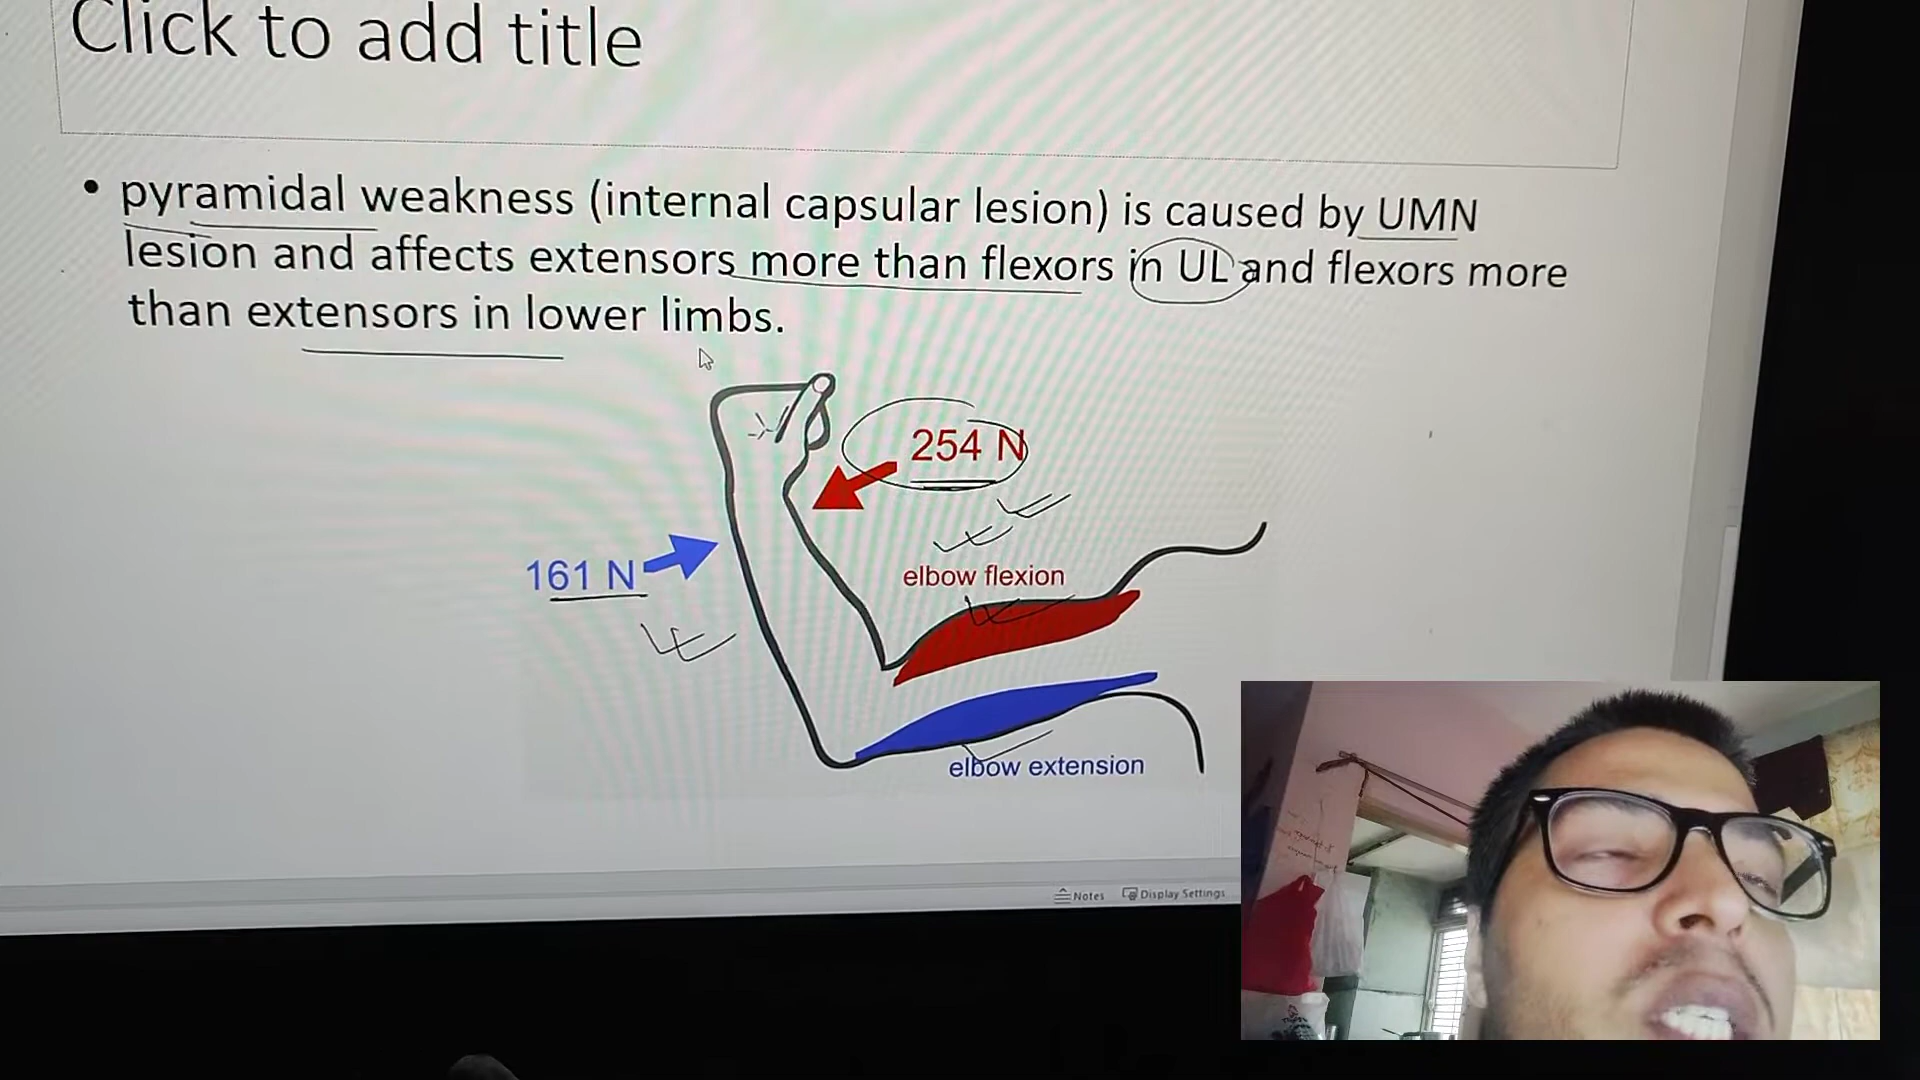 Click to add title
• pyramidal weakness (internal capsular lesion) is caused by UMN
lesion and affects extensors more than flexors in UL and flexors more
than extensors in lower limbs.
254 N
161 N
elbow flexion
elbow extension
Notes Display Settings